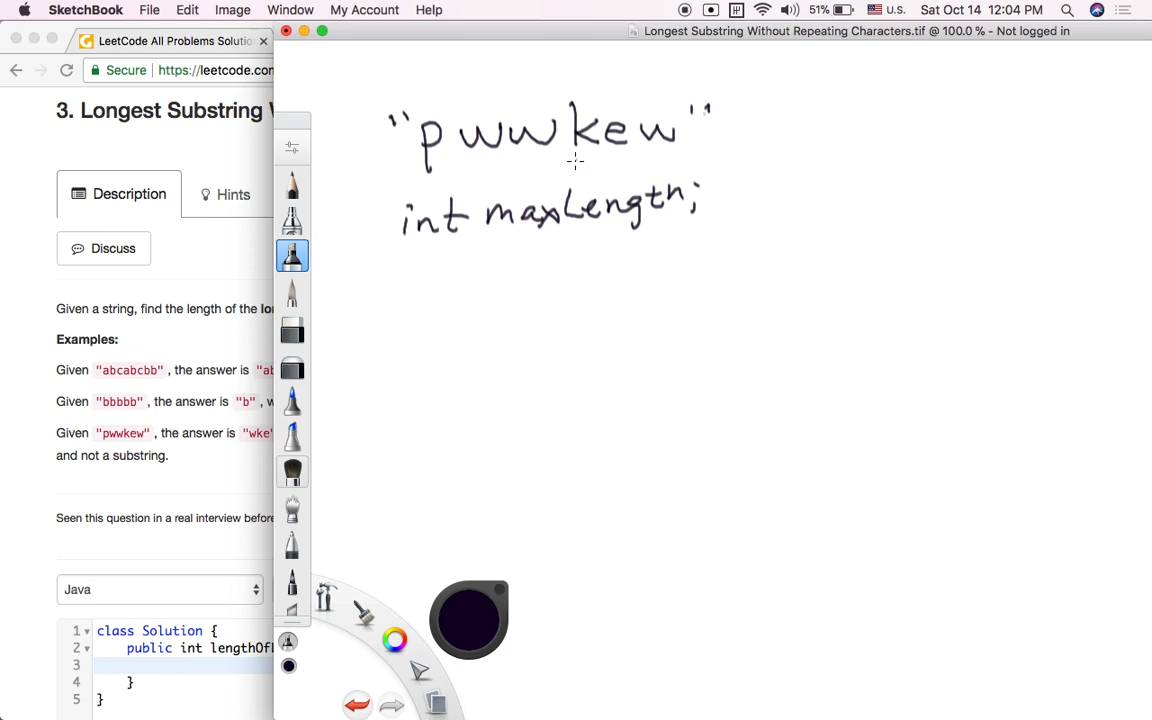 SketchBook File Edit Image Window My Account Help 51% U.S. Sat Oct 14 12:04 PM
LeetCode All Problems Solutio
Longest Substring Without Repeating Characters.tif @ 100.0 % - Not logged in
Secure https://leetcode.con
3. Longest Substring W
"pwwkew"
int maxLength;
Description Hints
Discuss
Given a string, find the length of the lo
Examples:
Given "abcabcbb", the answer is "ab
Given "bbbbb", the answer is "b", w
Given "pwwkew", the answer is "wke"
and not a substring.
Seen this question in a real interview before
Java
1 class Solution {
2 public int lengthOfL
3
4 }
5 }